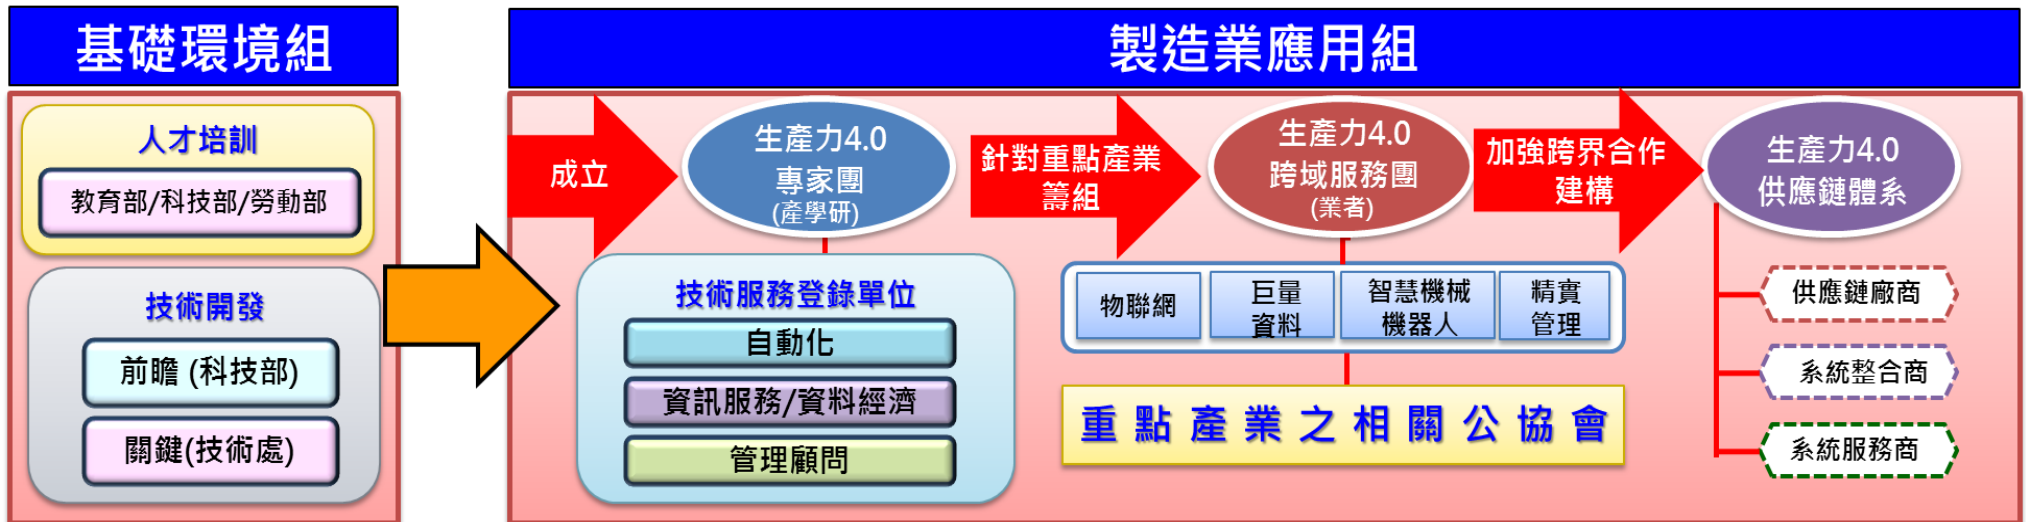 基礎環境組
人才培訓
教育部/科技部/勞動部
技術開發
前瞻 (科技部)
關鍵(技術處)
製造業應用組
成立
生產力4.0
專家團
(產學研)
技術服務登錄單位
自動化
資訊服務/資料經濟
管理顧問
針對重點產業
籌組
生產力4.0
跨域服務團
(業者)
物聯網
巨量
資料
智慧機械
機器人
精實
管理
重點產業之相關公協會
加強跨界合作
建構
生產力4.0
供應鏈體系
供應鏈廠商
系統整合商
系統服務商